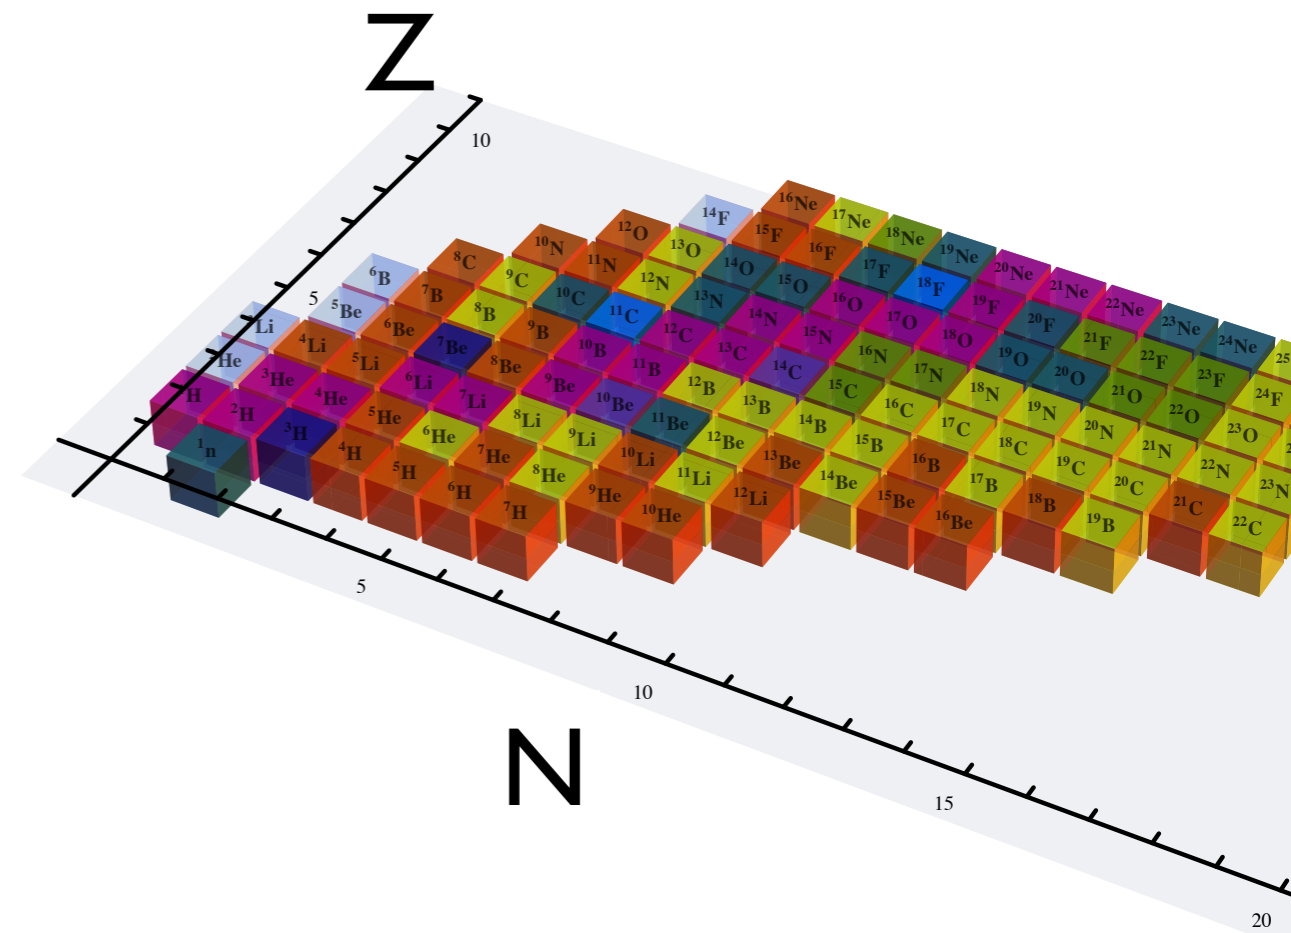 Z
10
5
¹⁶Ne ¹⁷Ne ¹⁸Ne ¹⁹Ne ²⁰Ne ²¹Ne ²²Ne ²³Ne ²⁴Ne ²⁵
¹⁴F ¹⁵F ¹⁶F ¹⁷F ¹⁸F ¹⁹F ²⁰F ²¹F ²²F ²³F ²⁴F
¹²O ¹³O ¹⁴O ¹⁵O ¹⁶O ¹⁷O ¹⁸O ¹⁹O ²⁰O ²¹O ²²O ²³O
¹⁰N ¹¹N ¹²N ¹³N ¹⁴N ¹⁵N ¹⁶N ¹⁷N ¹⁸N ¹⁹N ²⁰N ²¹N ²²N ²³N
⁸C ⁹C ¹⁰C ¹¹C ¹²C ¹³C ¹⁴C ¹⁵C ¹⁶C ¹⁷C ¹⁸C ¹⁹C ²⁰C ²¹C ²²C
⁶B ⁷B ⁸B ⁹B ¹⁰B ¹¹B ¹²B ¹³B ¹⁴B ¹⁵B ¹⁶B ¹⁷B ¹⁸B ¹⁹B
⁵Be ⁶Be ⁷Be ⁸Be ⁹Be ¹⁰Be ¹¹Be ¹²Be ¹³Be ¹⁴Be ¹⁵Be ¹⁶Be
Li ⁴Li ⁵Li ⁶Li ⁷Li ⁸Li ⁹Li ¹⁰Li ¹¹Li ¹²Li
He ³He ⁴He ⁵He ⁶He ⁷He ⁸He ⁹He ¹⁰He
H ²H ³H ⁴H ⁵H ⁶H ⁷H
¹n
5
10
15
20
N